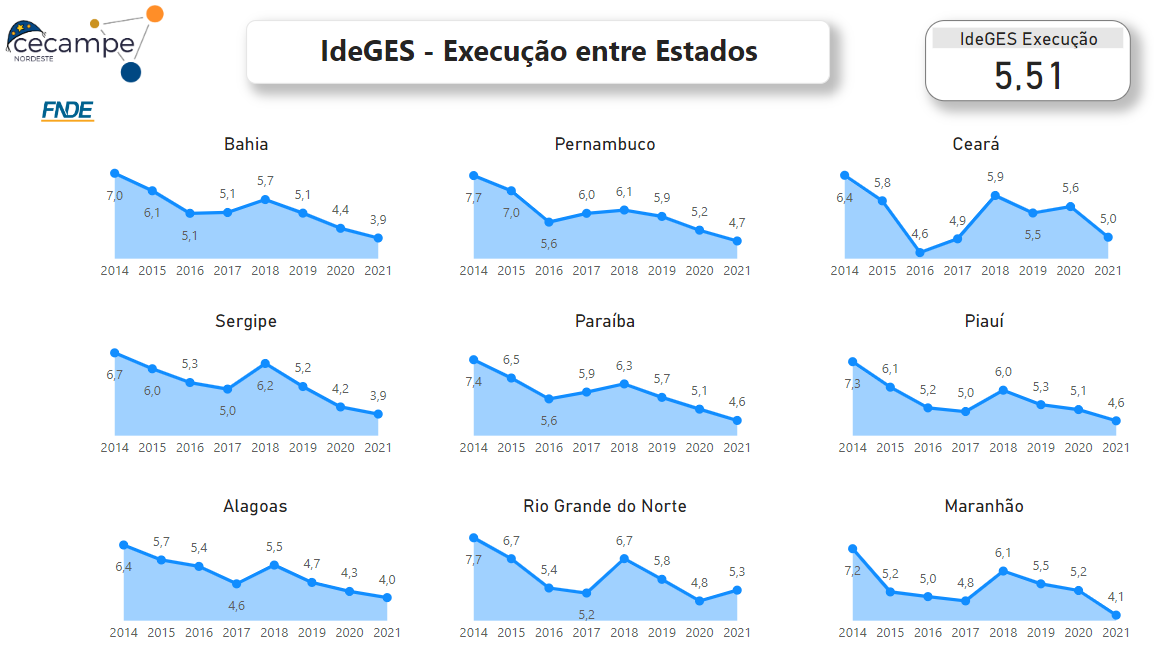 cecampe
NORDESTE
FNDE
IdeGES - Execução entre Estados
IdeGES Execução
5,51
Bahia
7,0 6,1 5,1 5,1 5,7 5,1 4,4 3,9
2014 2015 2016 2017 2018 2019 2020 2021
Pernambuco
7,7 7,0 5,6 6,0 6,1 5,9 5,2 4,7
2014 2015 2016 2017 2018 2019 2020 2021
Ceará
6,4 5,8 4,6 4,9 5,9 5,5 5,6 5,0
2014 2015 2016 2017 2018 2019 2020 2021
Sergipe
6,7 6,0 5,3 5,0 6,2 5,2 4,2 3,9
2014 2015 2016 2017 2018 2019 2020 2021
Paraíba
7,4 6,5 5,6 5,9 6,3 5,7 5,1 4,6
2014 2015 2016 2017 2018 2019 2020 2021
Piauí
7,3 6,1 5,2 5,0 6,0 5,3 5,1 4,6
2014 2015 2016 2017 2018 2019 2020 2021
Alagoas
6,4 5,7 5,4 4,6 5,5 4,7 4,3 4,0
2014 2015 2016 2017 2018 2019 2020 2021
Rio Grande do Norte
7,7 6,7 5,4 5,2 6,7 5,8 4,8 5,3
2014 2015 2016 2017 2018 2019 2020 2021
Maranhão
7,2 5,2 5,0 4,8 6,1 5,5 5,2 4,1
2014 2015 2016 2017 2018 2019 2020 2021